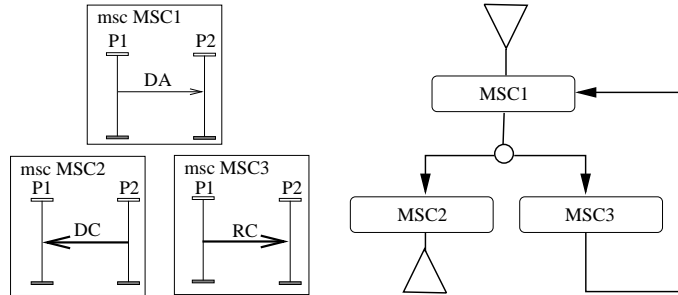 msc MSC1
P1 P2
DA
msc MSC2
P1 P2
DC
msc MSC3
P1 P2
RC
MSC1
MSC2 MSC3